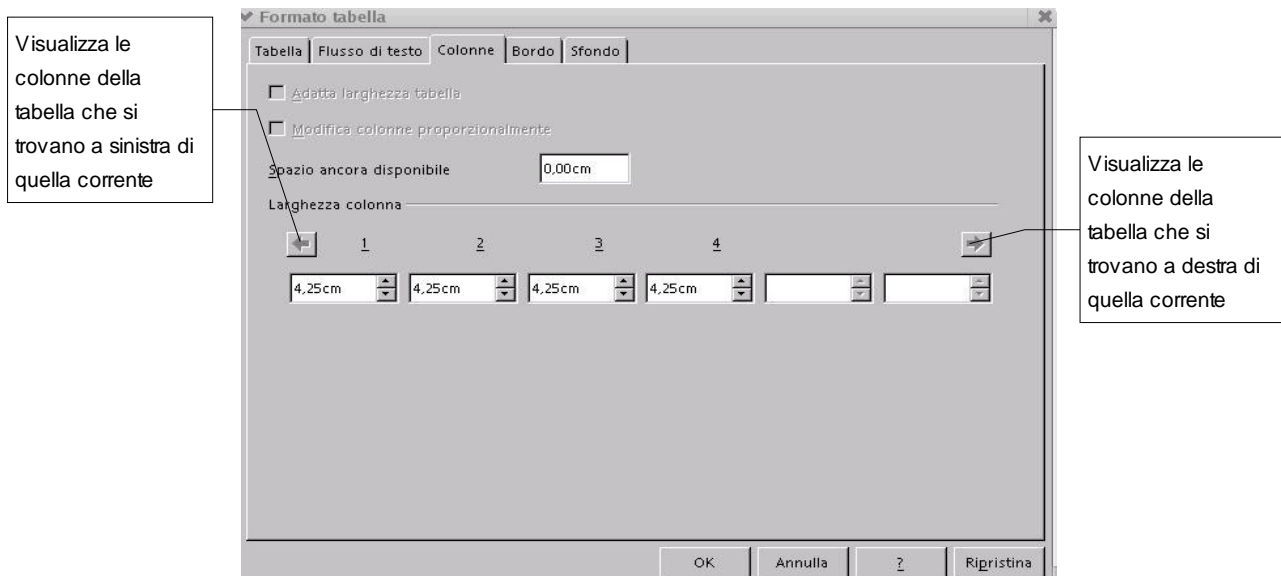 Visualizza le
colonne della
tabella che si
trovano a sinistra di
quella corrente
Formato tabella
Tabella Flusso di testo Colonne Bordo Sfondo
Adatta larghezza tabella
Modifica colonne proporzionalmente
Spazio ancora disponibile 0,00cm
Larghezza colonna
1 2 3 4
4,25cm 4,25cm 4,25cm 4,25cm
Visualizza le
colonne della
tabella che si
trovano a destra di
quella corrente
OK Annulla ? Ripristina